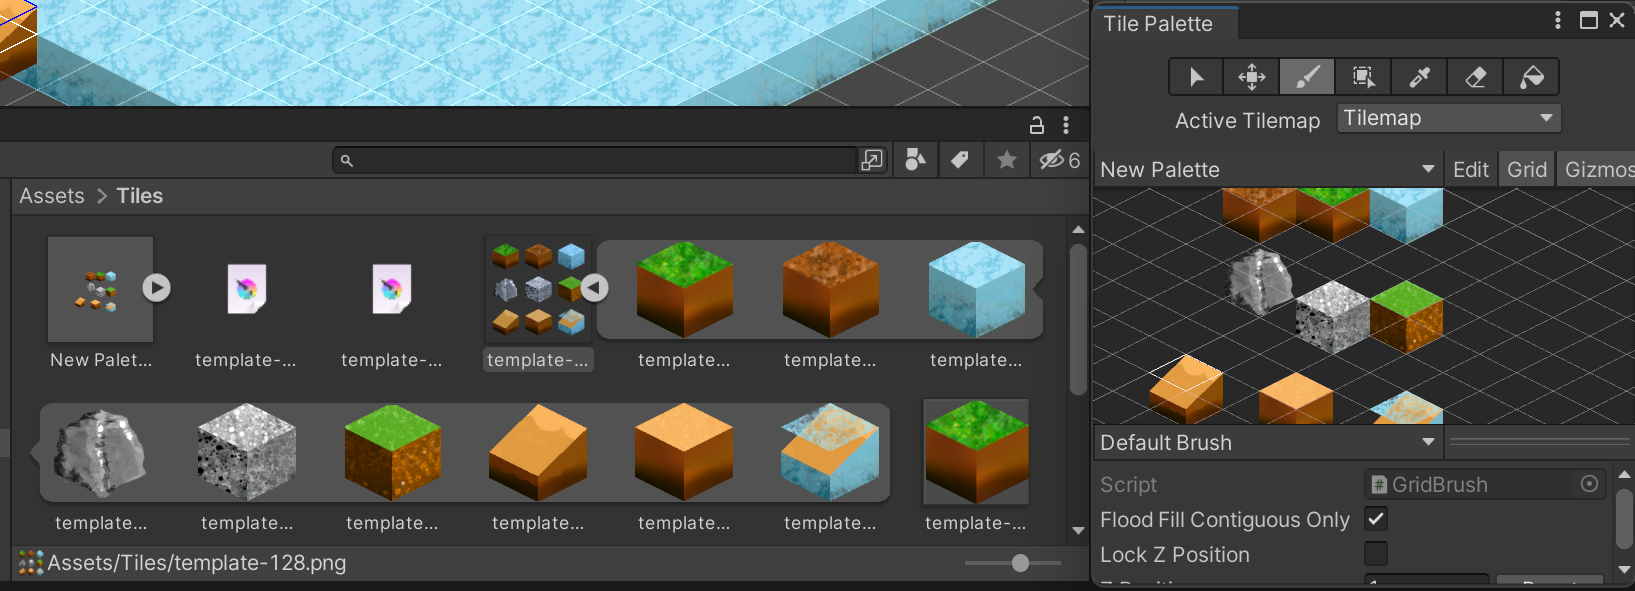 Tile Palette
Active Tilemap Tilemap
6
New Palette Edit Grid Gizmos
Assets > Tiles
New Palet... template-... template-... template-... template... template... template...
template... template... template... template... template... template... template-...
Default Brush
Script # GridBrush
Flood Fill Contiguous Only
Lock Z Position
Assets/Tiles/template-128.png